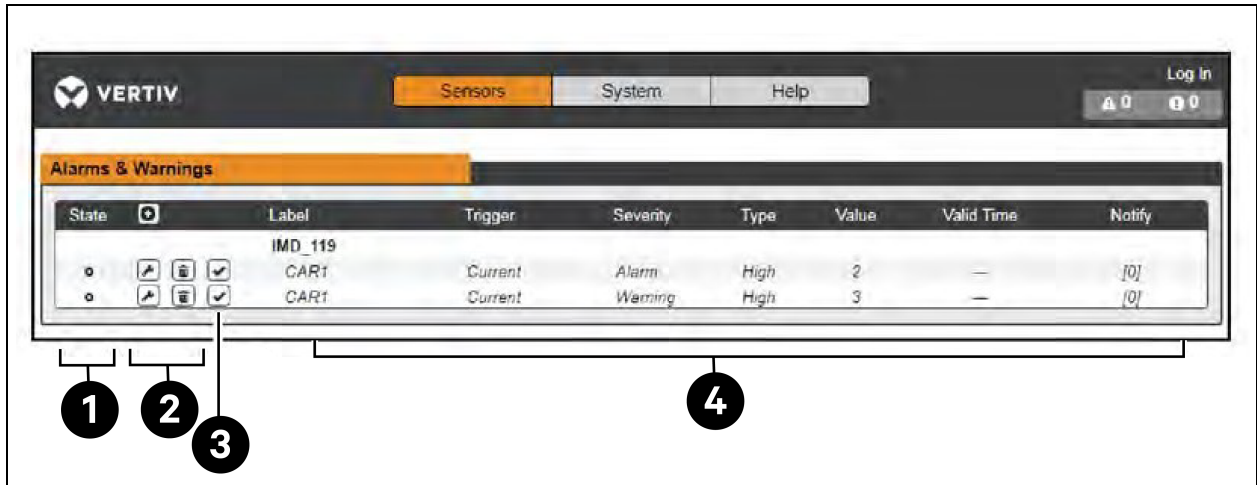 VERTIV
Sensors System Help
Log In
0 0
Alarms & Warnings
State Label Trigger Severity Type Value Valid Time Notify
IMD_119
CAR1 Current Alarm High 2 — [0]
CAR1 Current Warning High 3 — [0]
1 2 3 4